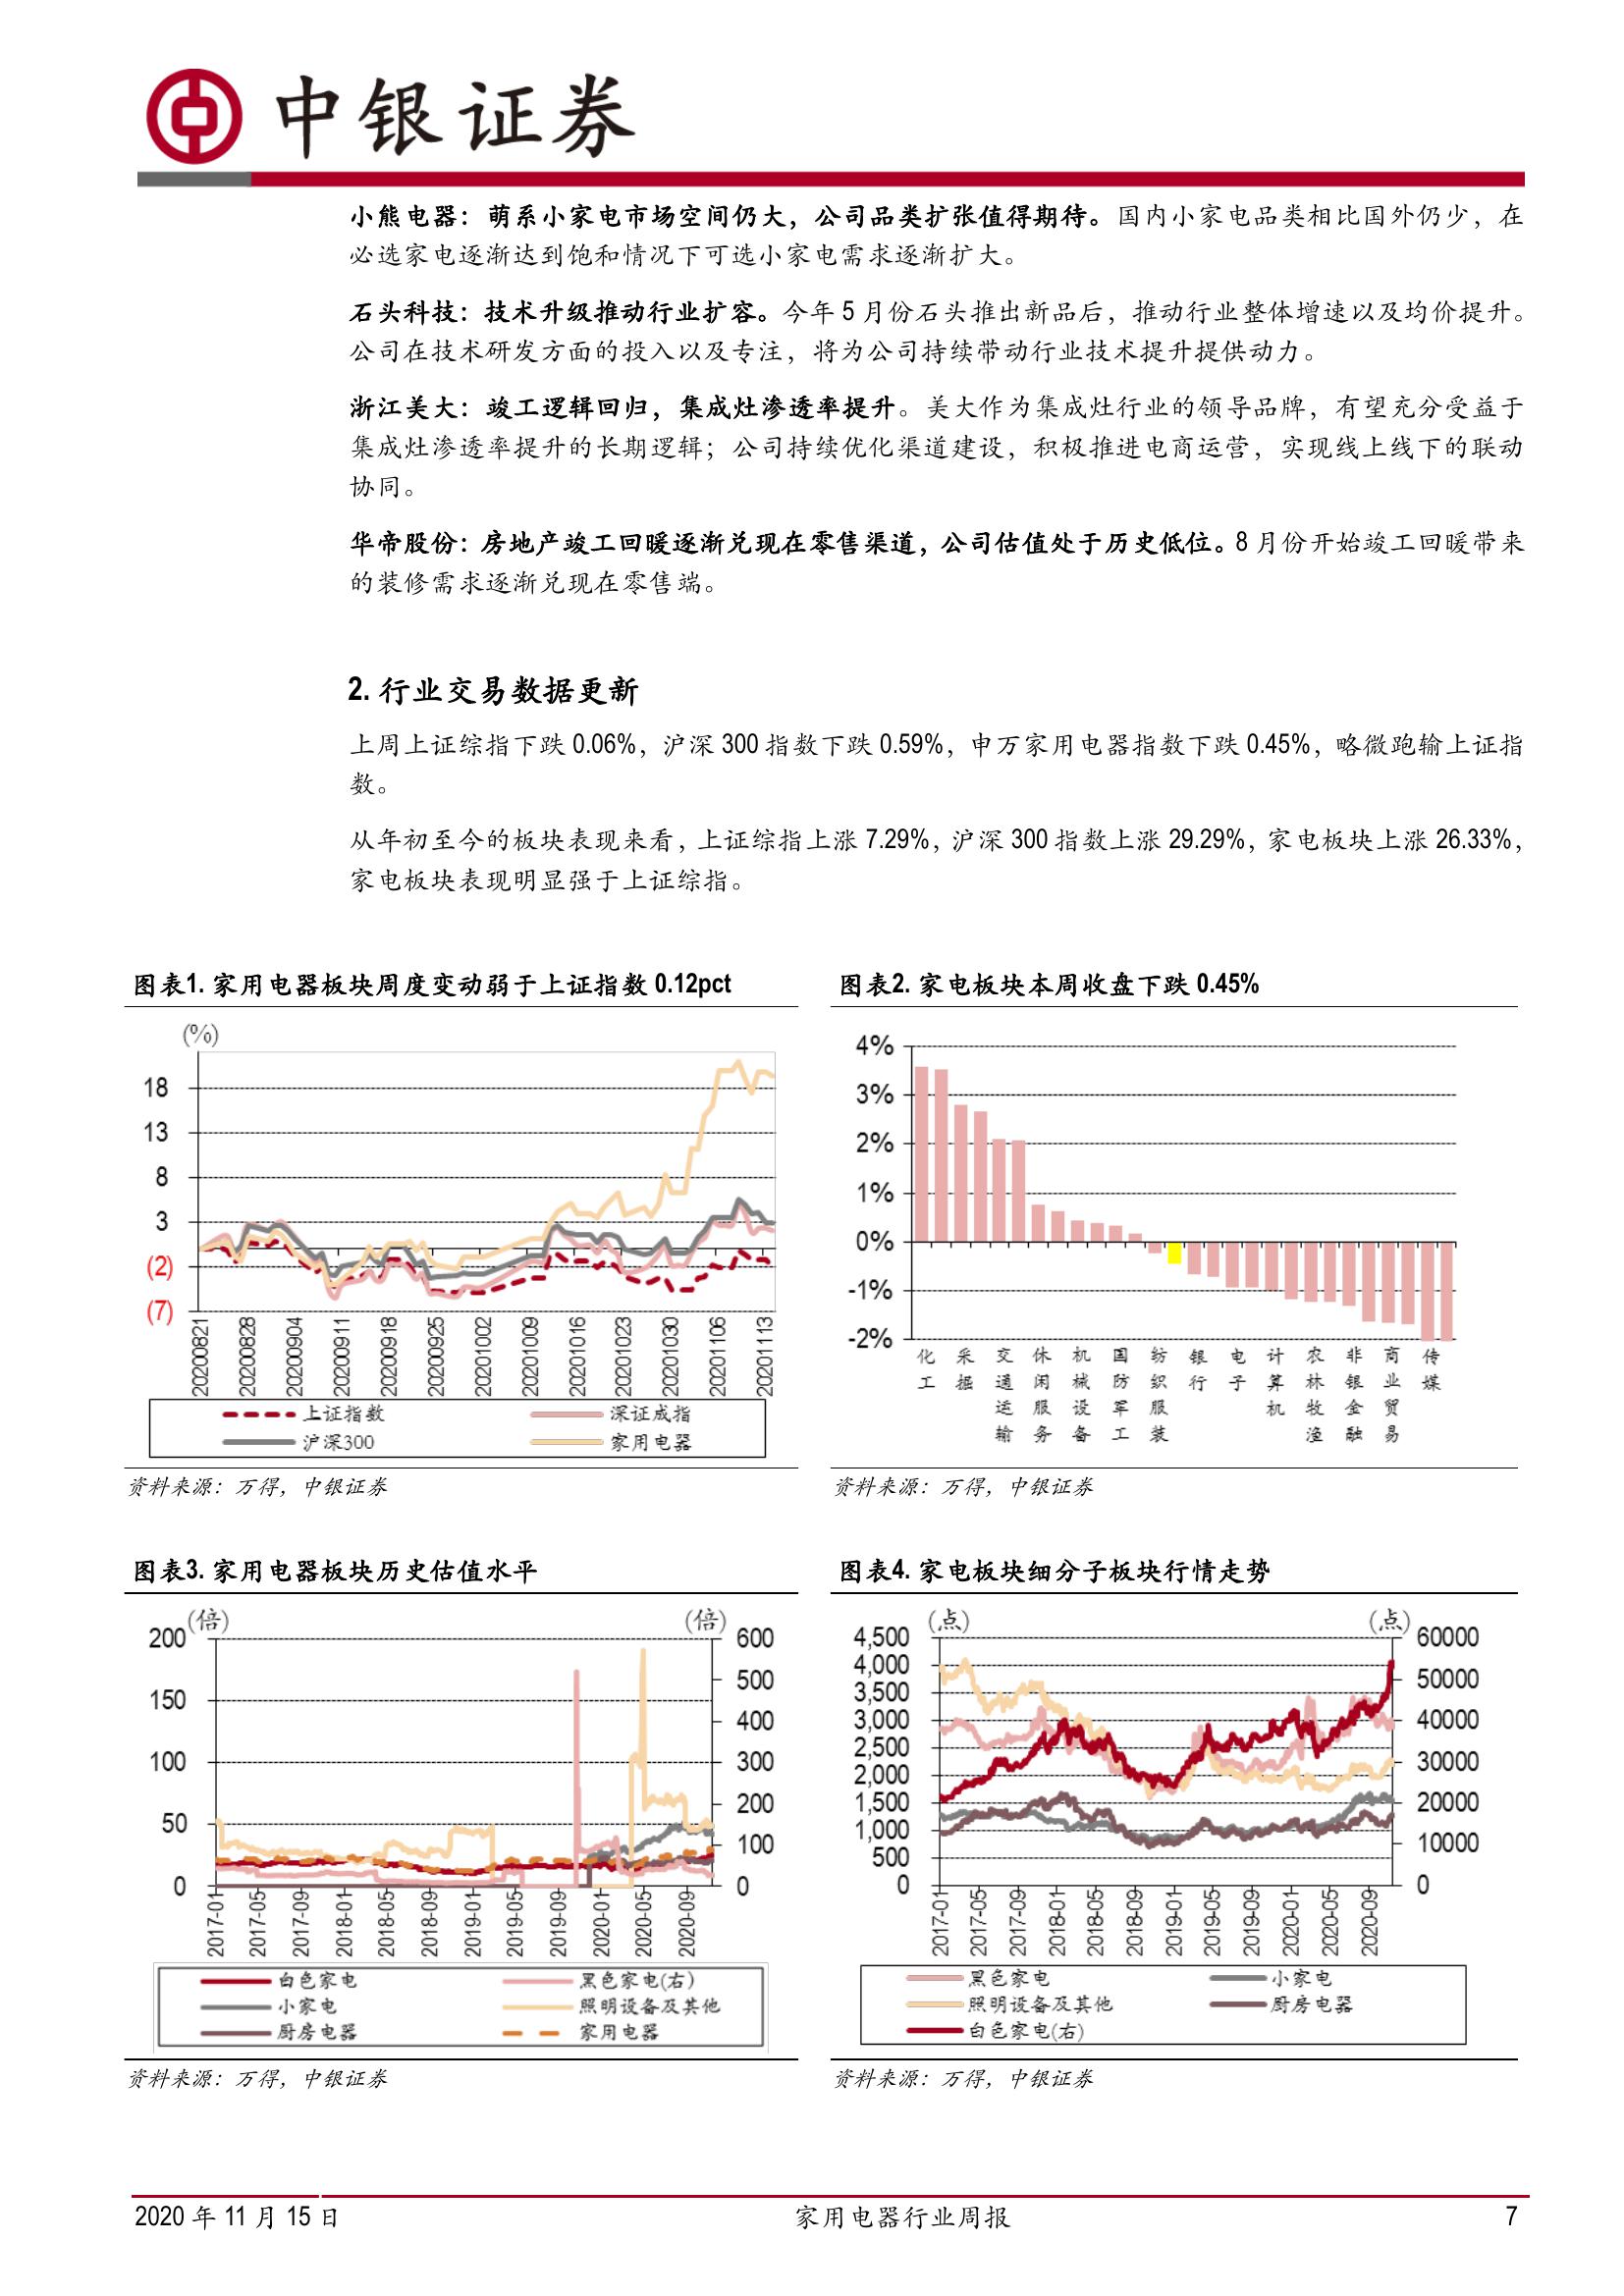 中银证券
小熊电器：萌系小家电市场空间仍大，公司品类扩张值得期待。国内小家电品类相比国外仍少，在
必选家电逐渐达到饱和情况下可选小家电需求逐渐扩大。
石头科技：技术升级推动行业扩容。今年 5 月份石头推出新品后，推动行业整体增速以及均价提升。
公司在技术研发方面的投入以及专注，将为公司持续带动行业技术提升提供动力。
浙江美大：竣工逻辑回归，集成灶渗透率提升。美大作为集成灶行业的领导品牌，有望充分受益于
集成灶渗透率提升的长期逻辑；公司持续优化渠道建设，积极推进电商运营，实现线上线下的联动
协同。
华帝股份：房地产竣工回暖逐渐兑现在零售渠道，公司估值处于历史低位。8 月份开始竣工回暖带来
的装修需求逐渐兑现在零售端。
2. 行业交易数据更新
上周上证综指下跌 0.06%，沪深 300 指数下跌 0.59%，申万家用电器指数下跌 0.45%，略微跑输上证指
数。
从年初至今的板块表现来看，上证综指上涨 7.29%，沪深 300 指数上涨 29.29%，家电板块上涨 26.33%，
家电板块表现明显强于上证综指。
图表1. 家用电器板块周度变动弱于上证指数 0.12pct
(%)
18
13
8
3
(2)
(7)
20200821
20200828
20200904
20200911
20200918
20200925
20201002
20201009
20201016
20201023
20201030
20201106
20201113
上证指数
深证成指
沪深300
家用电器
资料来源：万得，中银证券
图表2. 家电板块本周收盘下跌 0.45%
4%
3%
2%
1%
0%
-1%
-2%
化工
采掘
交通运输
休闲服务
机械设备
国防军工
纺织服装
银行
电子
计算机
农林牧渔
非银金融
商业贸易
传媒
资料来源：万得，中银证券
图表3. 家用电器板块历史估值水平
(倍)
(倍)
200
150
100
50
0
600
500
400
300
200
100
0
2017-01
2017-05
2017-09
2018-01
2018-05
2018-09
2019-01
2019-05
2019-09
2020-01
2020-05
2020-09
白色家电
黑色家电(右)
小家电
照明设备及其他
厨房电器
家用电器
资料来源：万得，中银证券
图表4. 家电板块细分子板块行情走势
(点)
(点)
4,500
4,000
3,500
3,000
2,500
2,000
1,500
1,000
500
0
60000
50000
40000
30000
20000
10000
0
2017-01
2017-05
2017-09
2018-01
2018-05
2018-09
2019-01
2019-05
2019-09
2020-01
2020-05
2020-09
黑色家电
小家电
照明设备及其他
厨房电器
白色家电(右)
资料来源：万得，中银证券
2020 年 11 月 15 日
家用电器行业周报
7